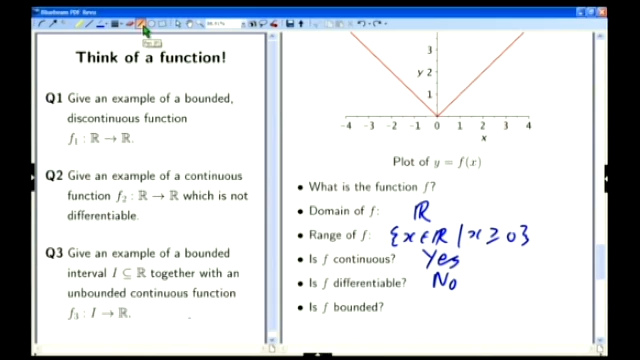 Bluebeam PDF Revu
Think of a function!
Q1 Give an example of a bounded,
discontinuous function
f₁ : ℝ → ℝ.
Q2 Give an example of a continuous
function f₂ : ℝ → ℝ which is not
differentiable.
Q3 Give an example of a bounded
interval I ⊆ ℝ together with an
unbounded continuous function
f₃ : I → ℝ.
3
y 2
1
-4 -3 -2 -1 0 1 2 3 4
x
Plot of y = f(x)
• What is the function f?
• Domain of f: ℝ
• Range of f: {x ∈ ℝ | x ≥ 0}
• Is f continuous? Yes
• Is f differentiable? No
• Is f bounded?